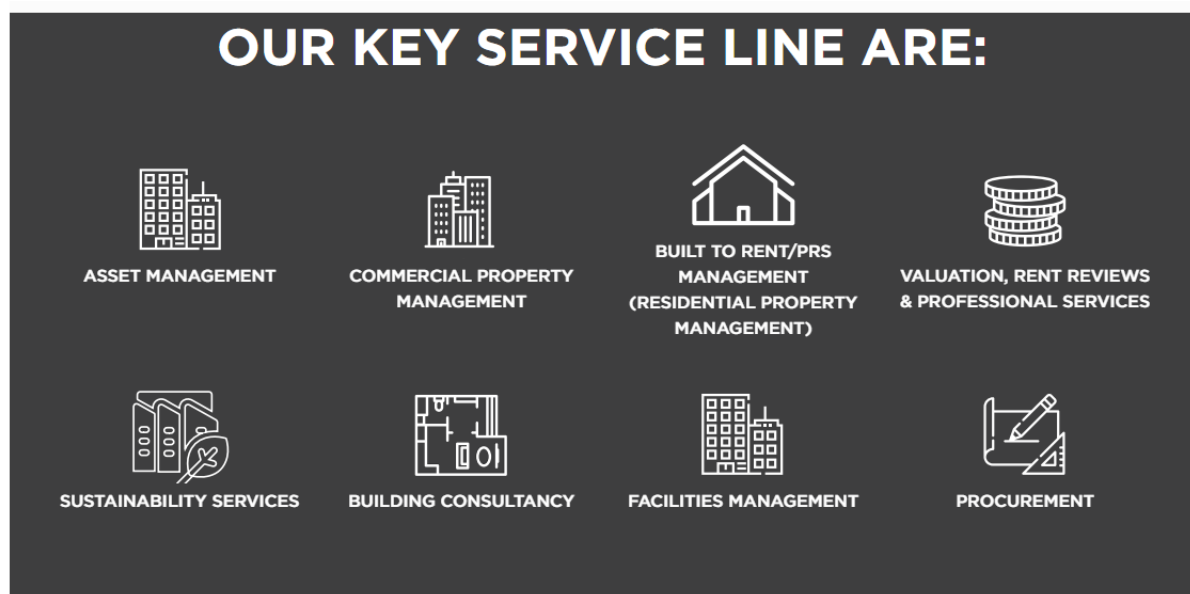 OUR KEY SERVICE LINE ARE:
ASSET MANAGEMENT
COMMERCIAL PROPERTY
MANAGEMENT
BUILT TO RENT/PRS
MANAGEMENT
(RESIDENTIAL PROPERTY
MANAGEMENT)
VALUATION, RENT REVIEWS
& PROFESSIONAL SERVICES
SUSTAINABILITY SERVICES
BUILDING CONSULTANCY
FACILITIES MANAGEMENT
PROCUREMENT